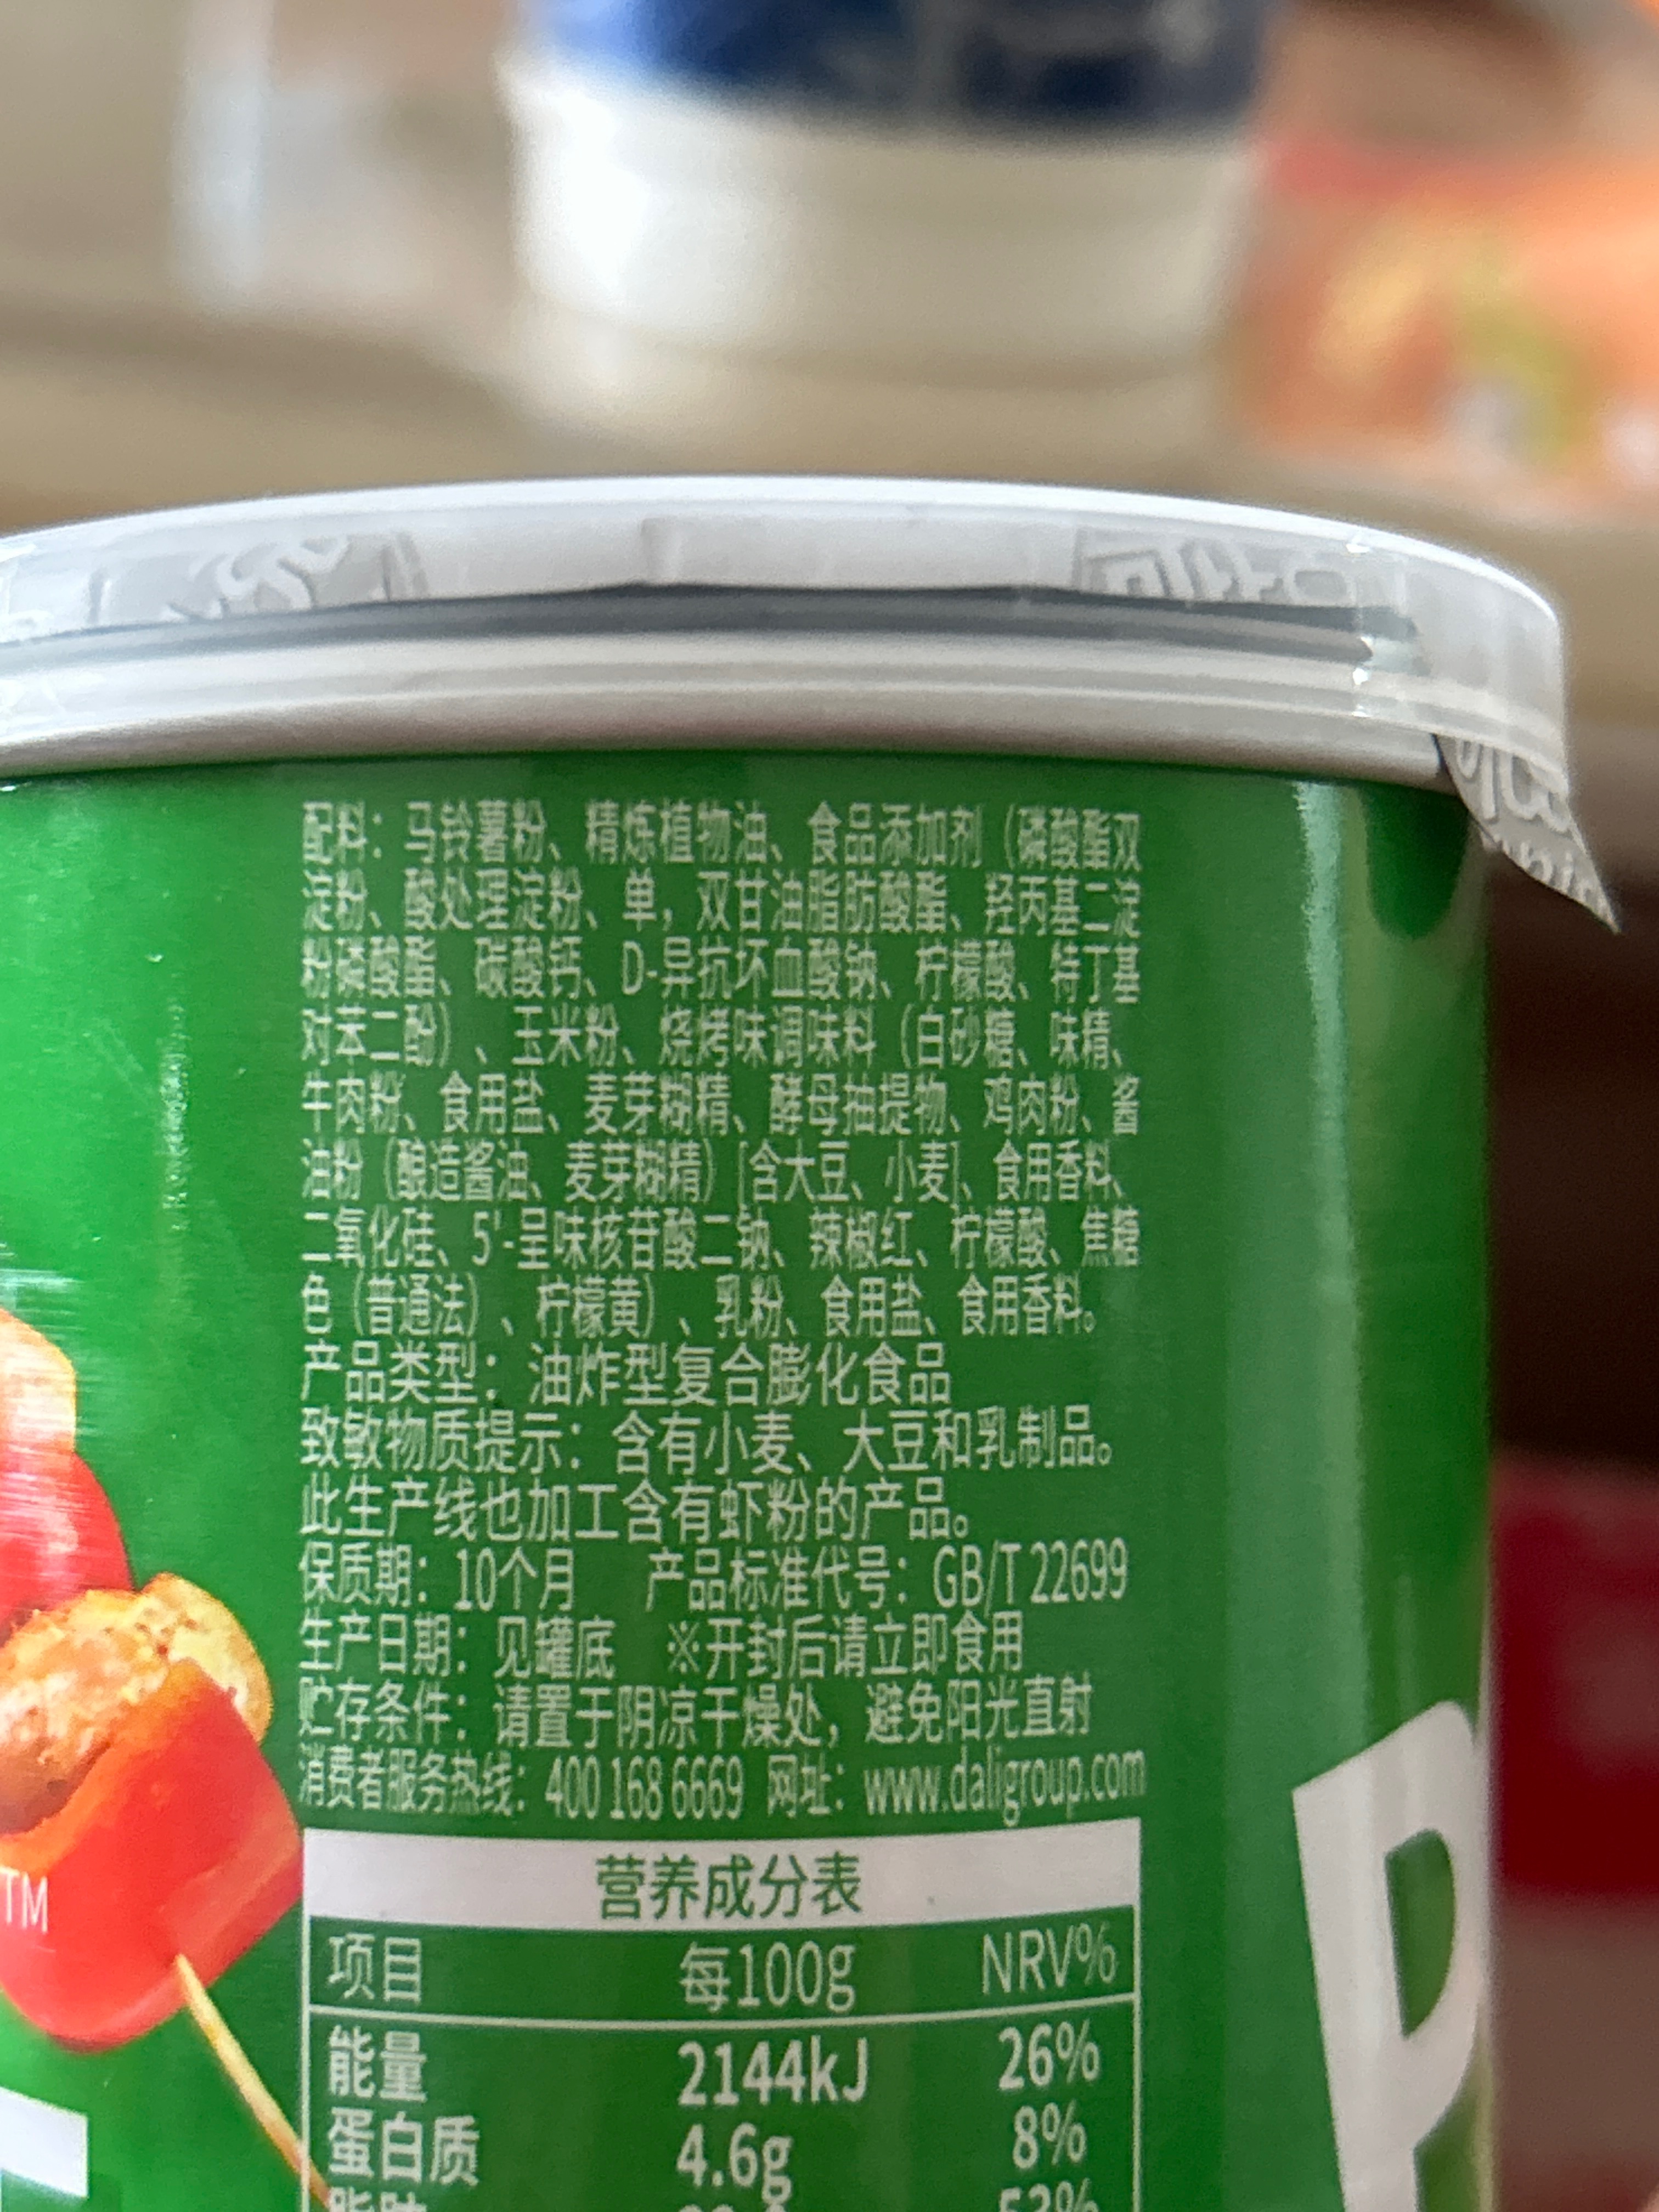 配料：马铃薯粉、精炼植物油、食品添加剂（磷酸酯双
淀粉、酸处理淀粉、单，双甘油脂肪酸酯、羟丙基二淀
粉磷酸酯、碳酸钙、D-异抗坏血酸钠、柠檬酸、特丁基
对苯二酚）、玉米粉、烧烤味调味料（白砂糖、味精、
牛肉粉、食用盐、麦芽糊精、酵母抽提物、鸡肉粉、酱
油粉（酿造酱油、麦芽糊精）[含大豆、小麦]、食用香料、
二氧化硅、5'-呈味核苷酸二钠、辣椒红、柠檬酸、焦糖
色（普通法）、柠檬黄）、乳粉、食用盐、食用香料。
产品类型：油炸型复合膨化食品
致敏物质提示：含有小麦、大豆和乳制品。
此生产线也加工含有虾粉的产品。
保质期：10个月 产品标准代号：GB/T 22699
生产日期：见罐底 ※开封后请立即食用
贮存条件：请置于阴凉干燥处，避免阳光直射
消费者服务热线：400 168 6669 网址：www.daligroup.com
营养成分表
项目 每100g NRV%
能量 2144kJ 26%
蛋白质 4.6g 8%
53%
TM
P